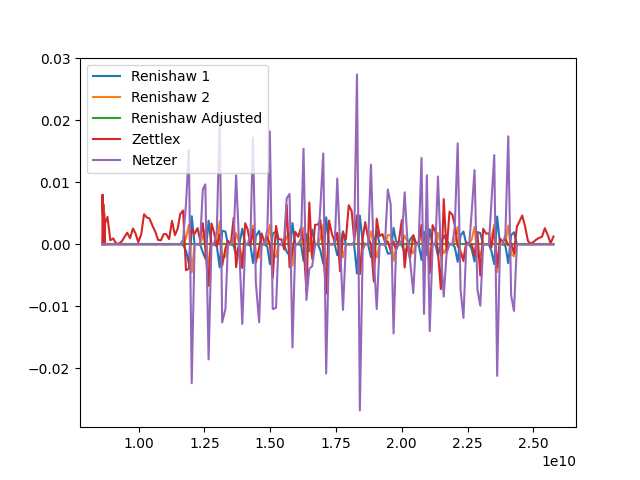 0.03
0.02
0.01
0.00
−0.01
−0.02
Renishaw 1
Renishaw 2
Renishaw Adjusted
Zettlex
Netzer
1.00 1.25 1.50 1.75 2.00 2.25 2.50
1e10